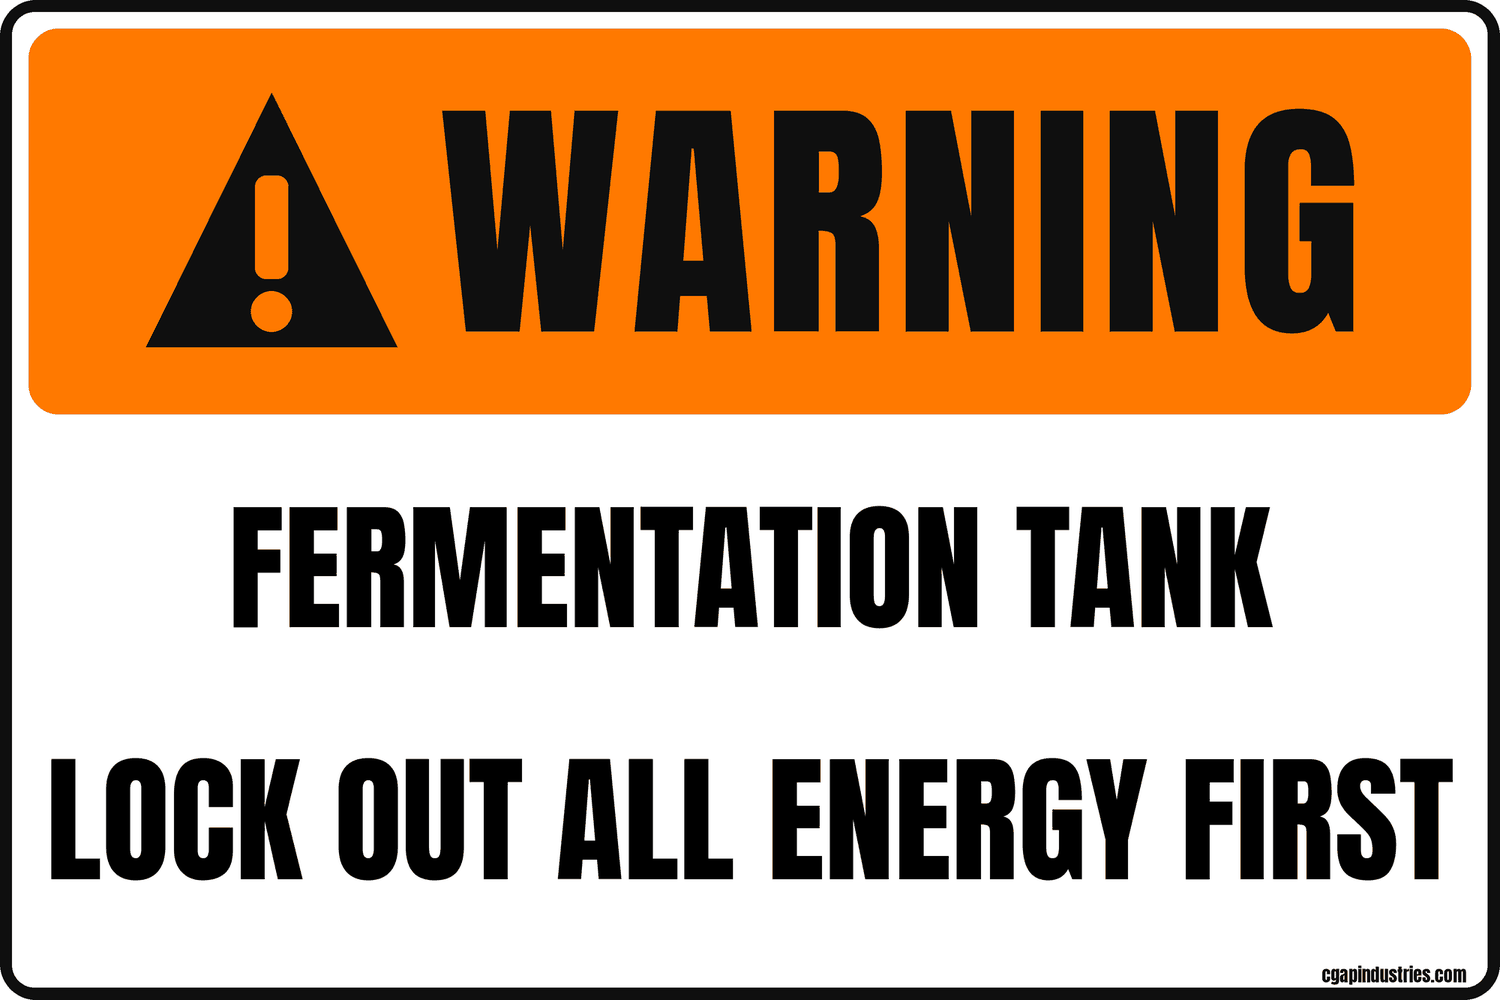 WARNING
FERMENTATION TANK
LOCK OUT ALL ENERGY FIRST
cgapindustries.com